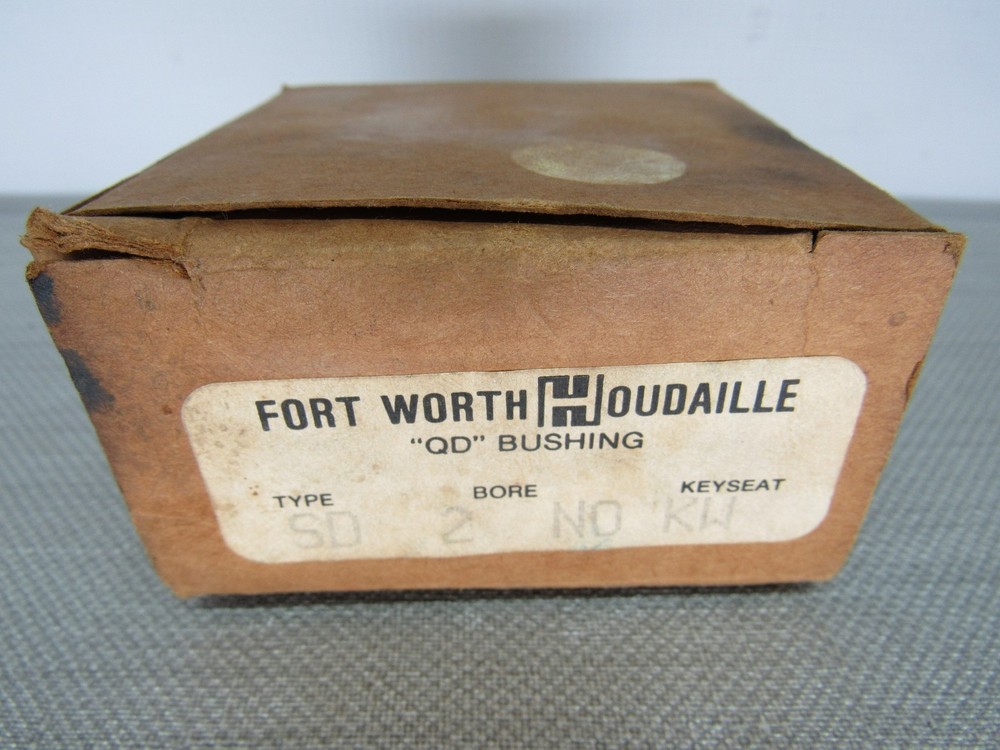 FORT WORTH HOUDAILLE
"QD" BUSHING
TYPE BORE KEYSEAT
SD 2 NO KW